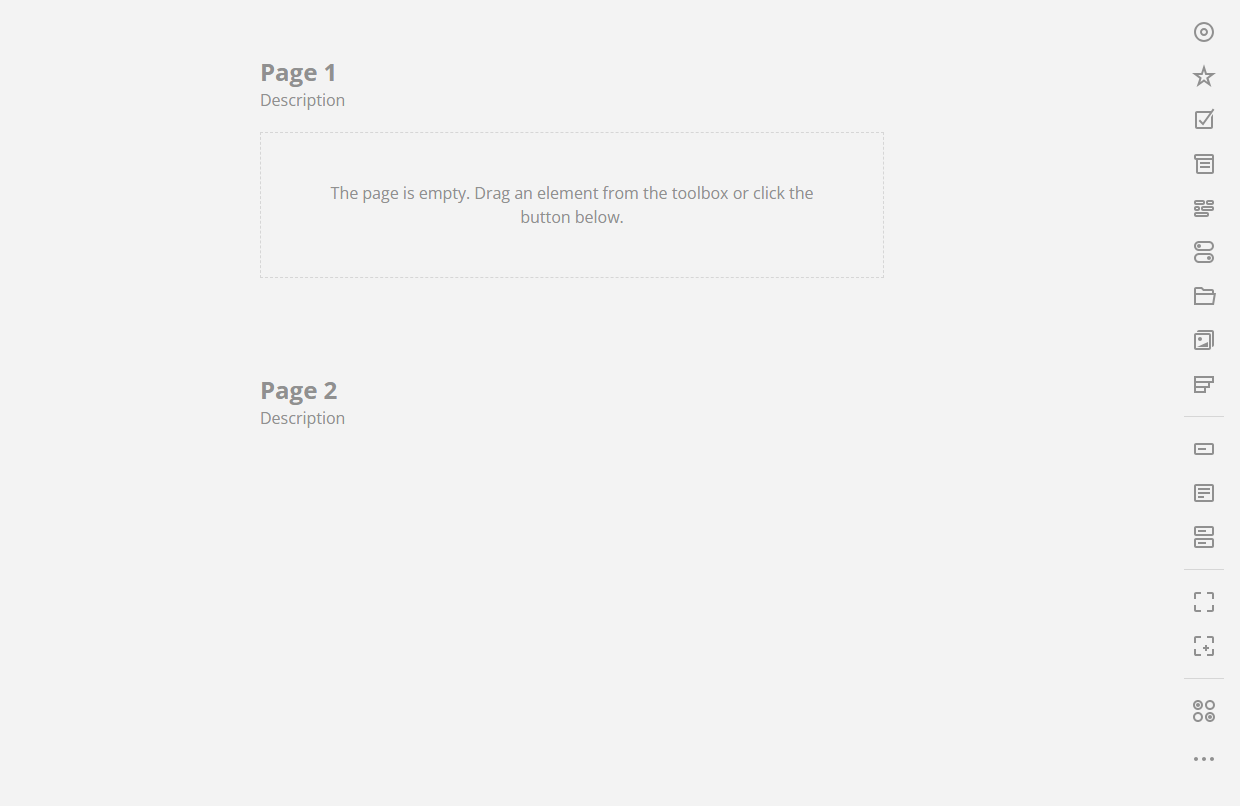 Page 1
Description
The page is empty. Drag an element from the toolbox or click the
button below.
Page 2
Description